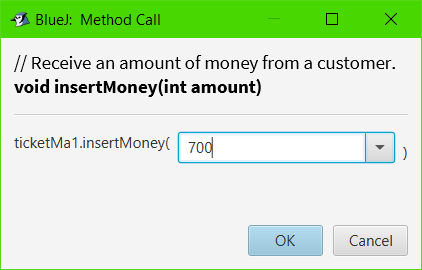 BlueJ:  Method Call
// Receive an amount of money from a customer.
void insertMoney(int amount)
ticketMa1.insertMoney( 700 )
OK Cancel